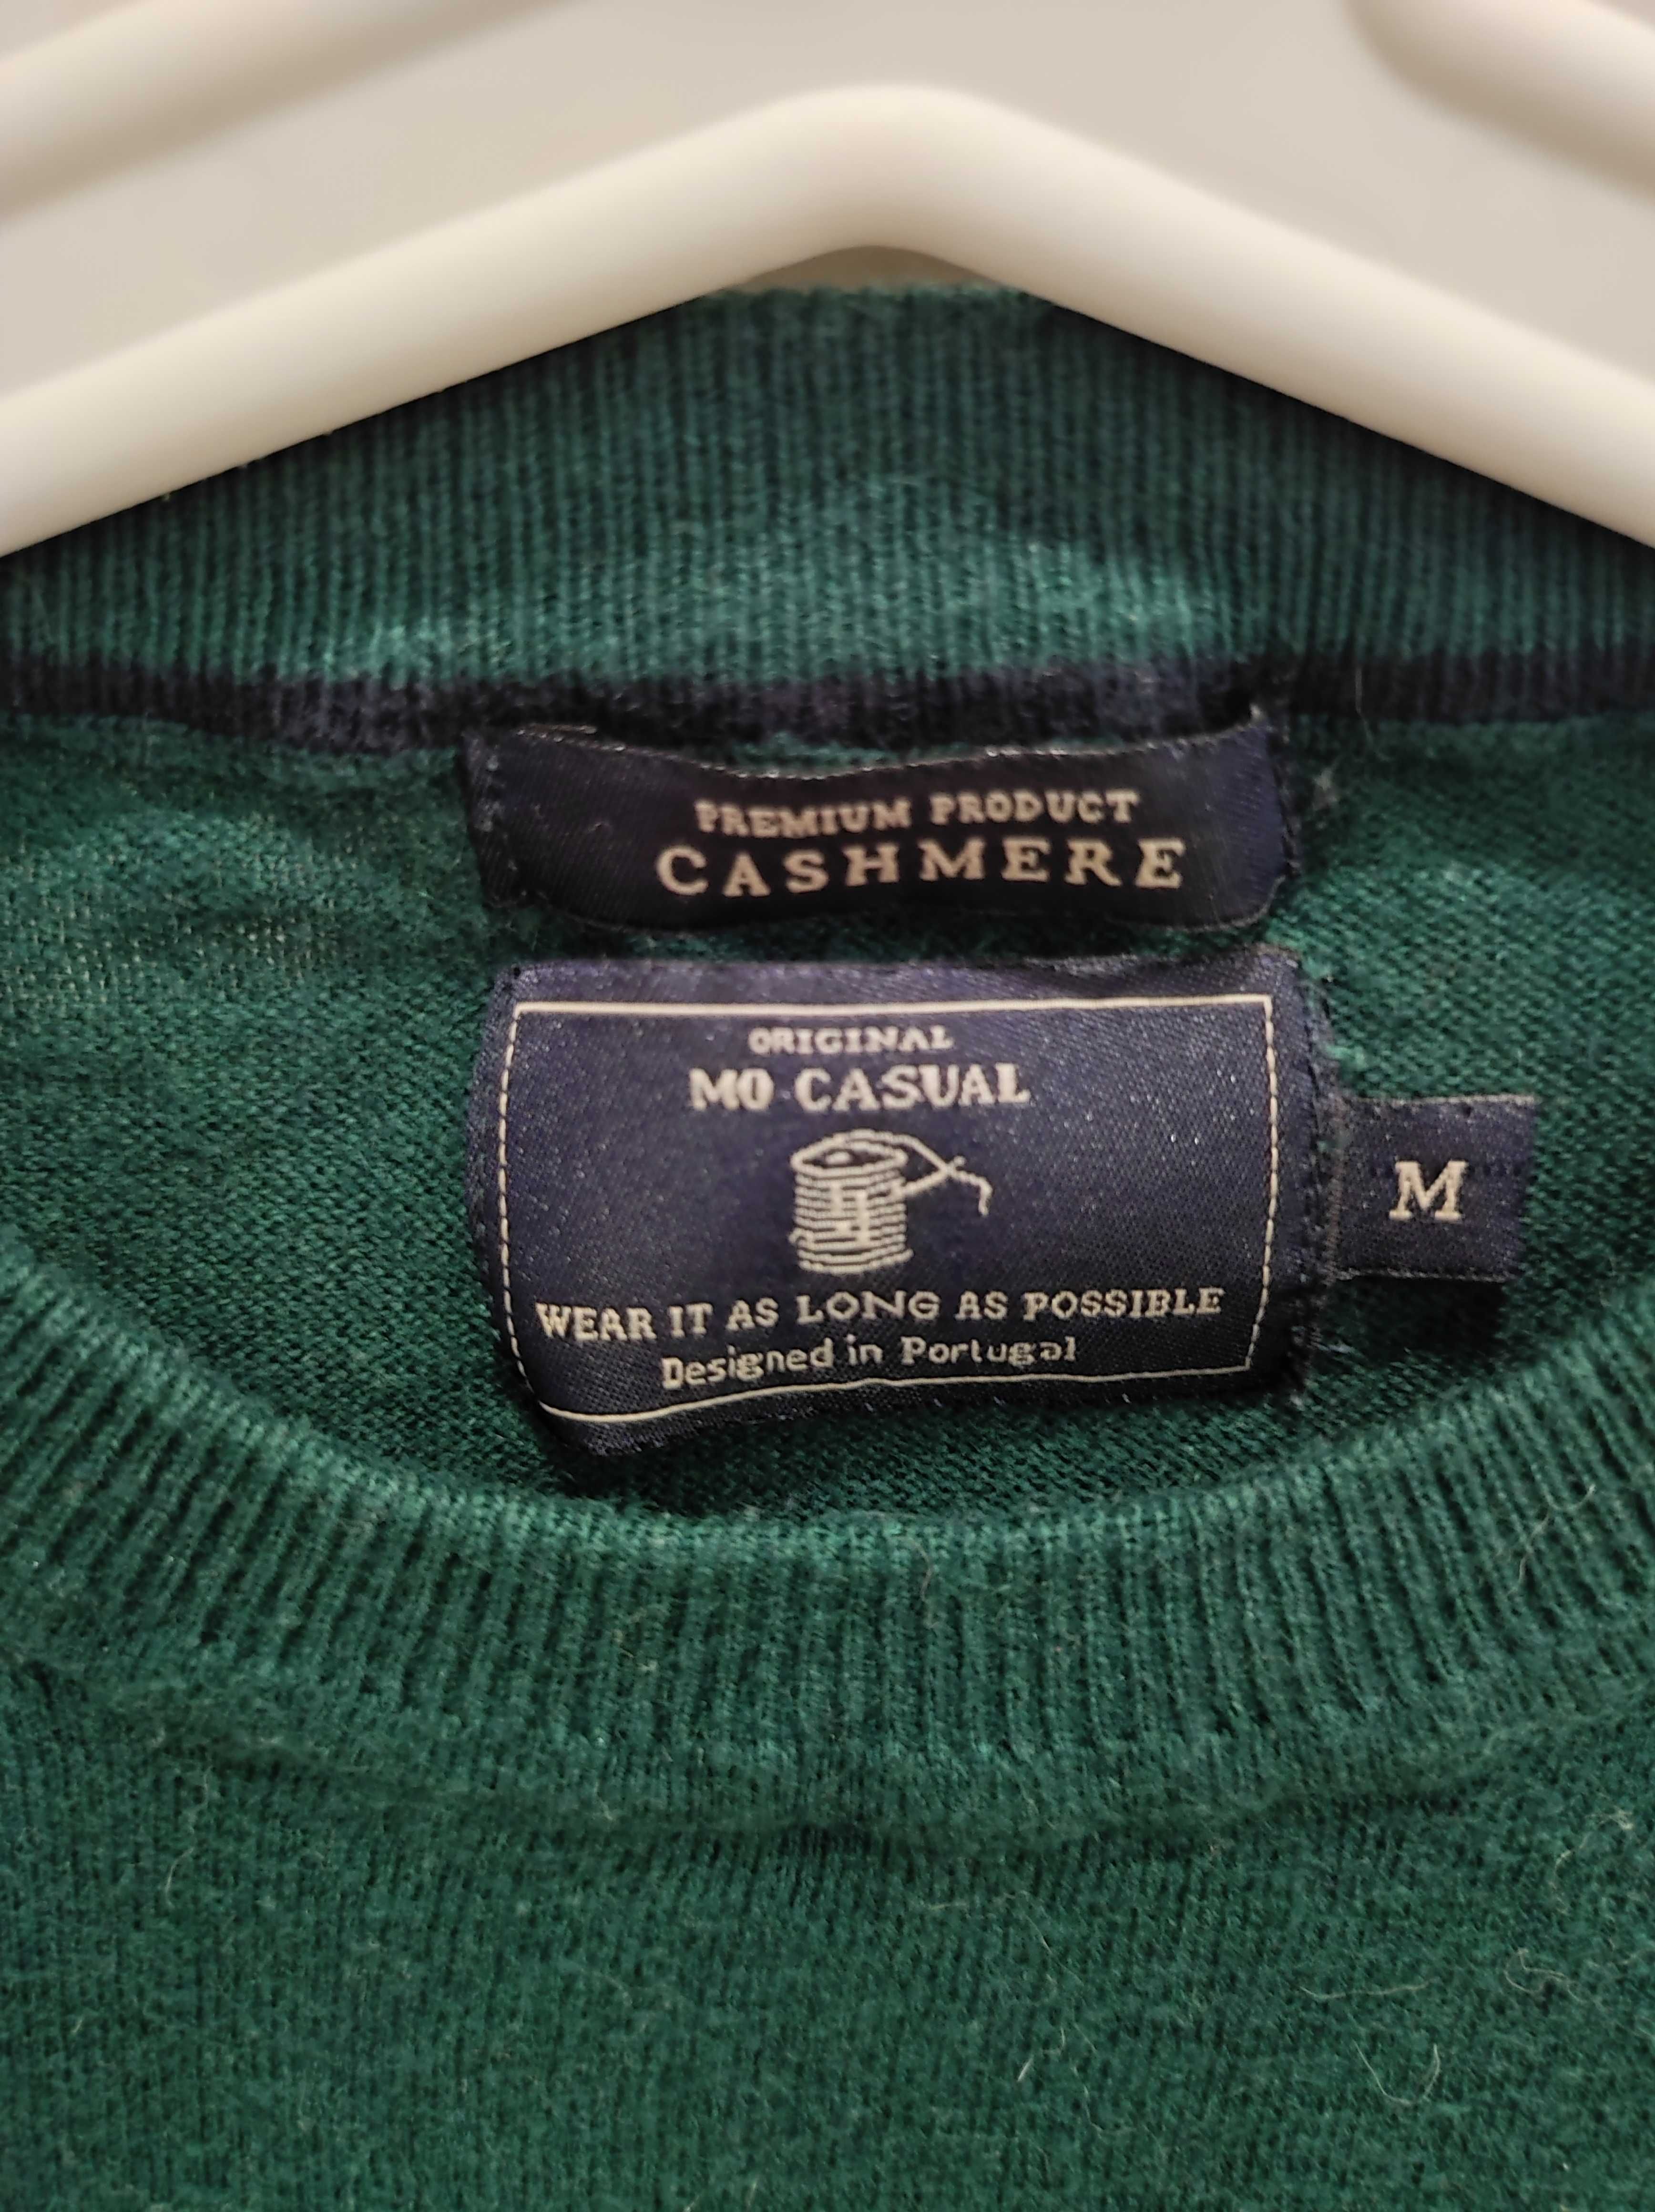 PREMIUM PRODUCT
CASHMERE
ORIGINAL
MO CASUAL
WEAR IT AS LONG AS POSSIBLE
Designed in Portugal
M